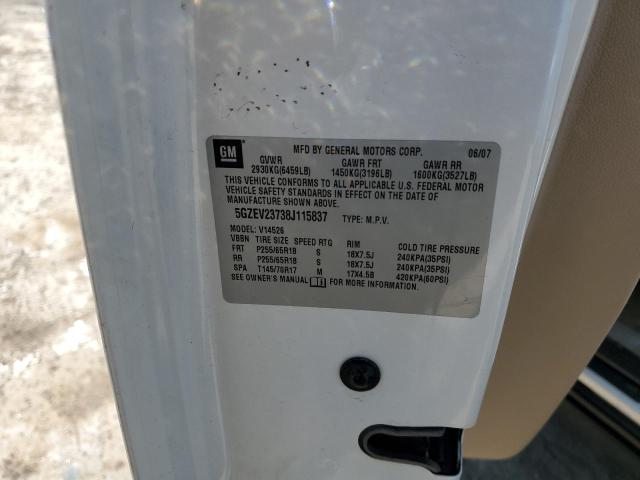 GM
MFD BY GENERAL MOTORS CORP. 06/07
GVWR GAWR FRT GAWR RR
2930KG(6459LB) 1450KG(3196LB) 1600KG(3527LB)
THIS VEHICLE CONFORMS TO ALL APPLICABLE U.S. FEDERAL MOTOR
VEHICLE SAFETY STANDARDS IN EFFECT ON THE DATE OF
MANUFACTURE SHOWN ABOVE.
5GZEV23738J115837 TYPE: M.P.V.
MODEL: V14526
VBBN TIRE SIZE SPEED RTG RIM COLD TIRE PRESSURE
FRT P255/65R18 S 18X7.5J 240KPA(35PSI)
RR P255/65R18 S 18X7.5J 240KPA(35PSI)
SPA T145/70R17 M 17X4.5B 420KPA(60PSI)
SEE OWNER'S MANUAL FOR MORE INFORMATION.